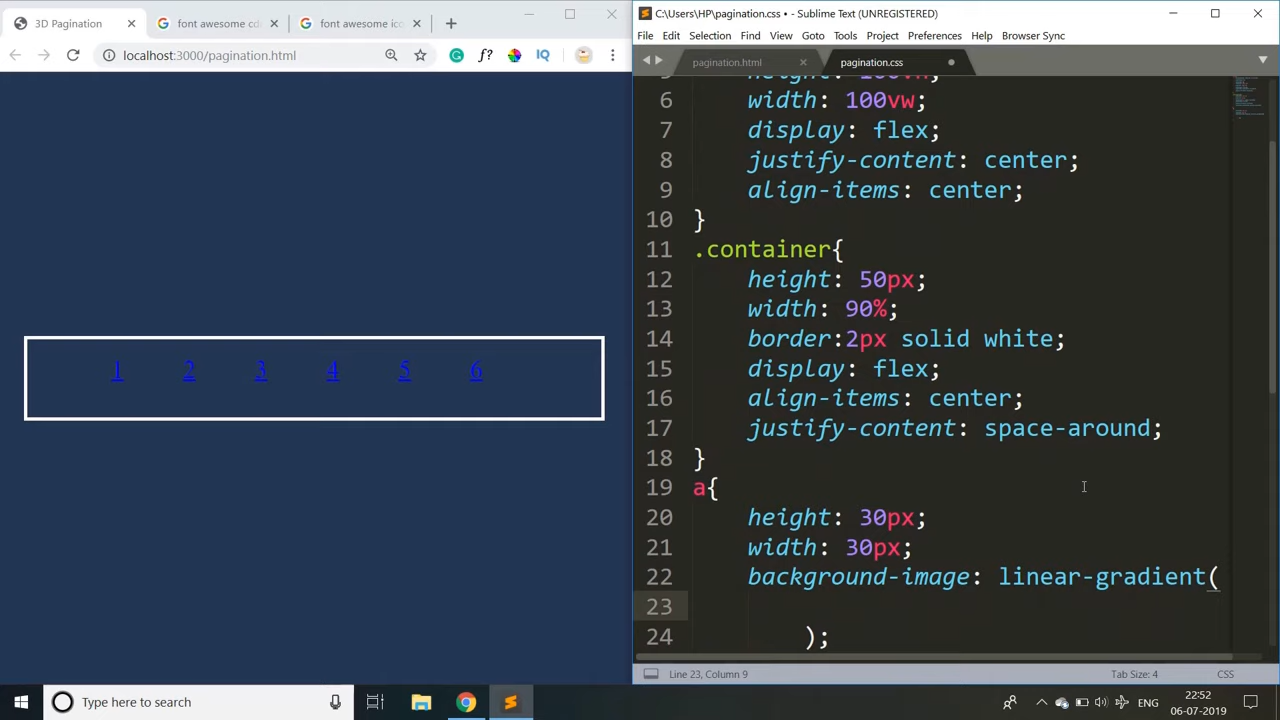 3D Pagination
font awesome cd
font awesome ico
localhost:3000/pagination.html
f?
IQ
1 2 3 4 5 6
C:\Users\HP\pagination.css • - Sublime Text (UNREGISTERED)
File Edit Selection Find View Goto Tools Project Preferences Help Browser Sync
pagination.html
pagination.css
6 width: 100vw;
7 display: flex;
8 justify-content: center;
9 align-items: center;
10 }
11 .container{
12 height: 50px;
13 width: 90%;
14 border:2px solid white;
15 display: flex;
16 align-items: center;
17 justify-content: space-around;
18 }
19 a{
20 height: 30px;
21 width: 30px;
22 background-image: linear-gradient(
23
24 );
Line 23, Column 9
Tab Size: 4
CSS
Type here to search
ENG
22:52
06-07-2019